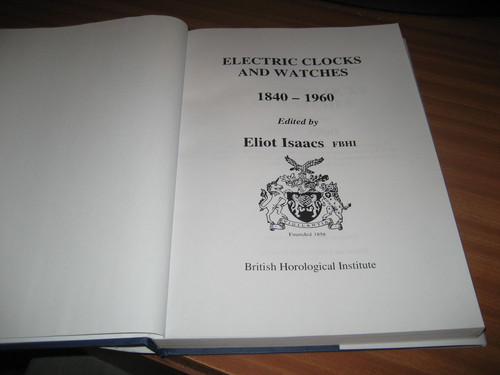 ELECTRIC CLOCKS
AND WATCHES
1840 – 1960
Edited by
Eliot Isaacs FBHI
Founded 1858
British Horological Institute